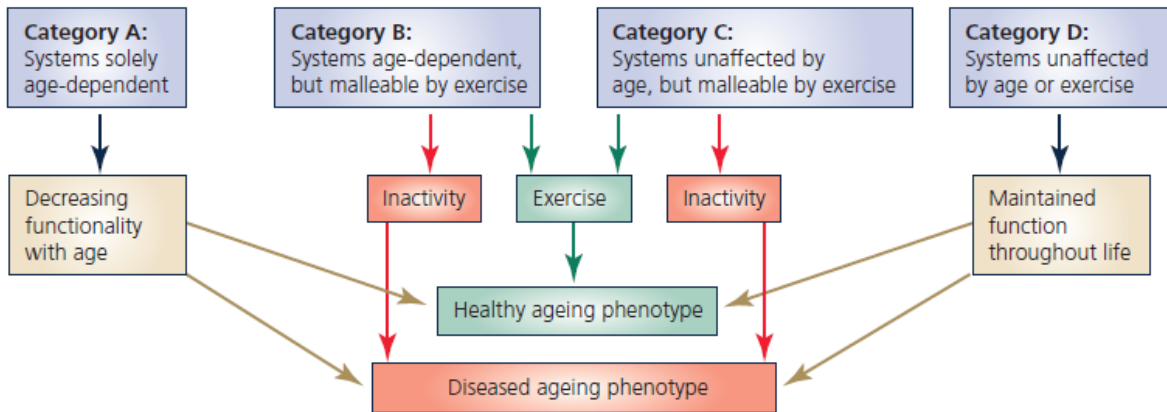 Category A:
Systems solely
age-dependent
Category B:
Systems age-dependent,
but malleable by exercise
Category C:
Systems unaffected by
age, but malleable by exercise
Category D:
Systems unaffected
by age or exercise
Decreasing
functionality
with age
Inactivity
Exercise
Inactivity
Maintained
function
throughout life
Healthy ageing phenotype
Diseased ageing phenotype